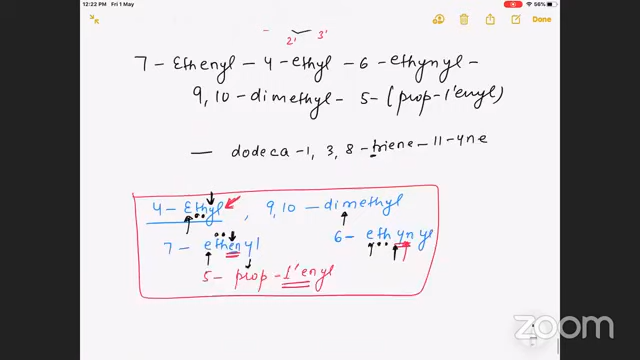 12:22 PM Fri 1 May
56%
Done
2' 3'
7 - Ethenyl - 4 - ethyl - 6 - ethynyl -
9, 10 - dimethyl - 5 - (prop - 1'enyl)
— dodeca - 1, 3, 8 - triene - 11 - yne
4 - Ethyl , 9, 10 - dimethyl
7 - ethenyl 6 - ethynyl
5 - prop - 1'enyl
zoom